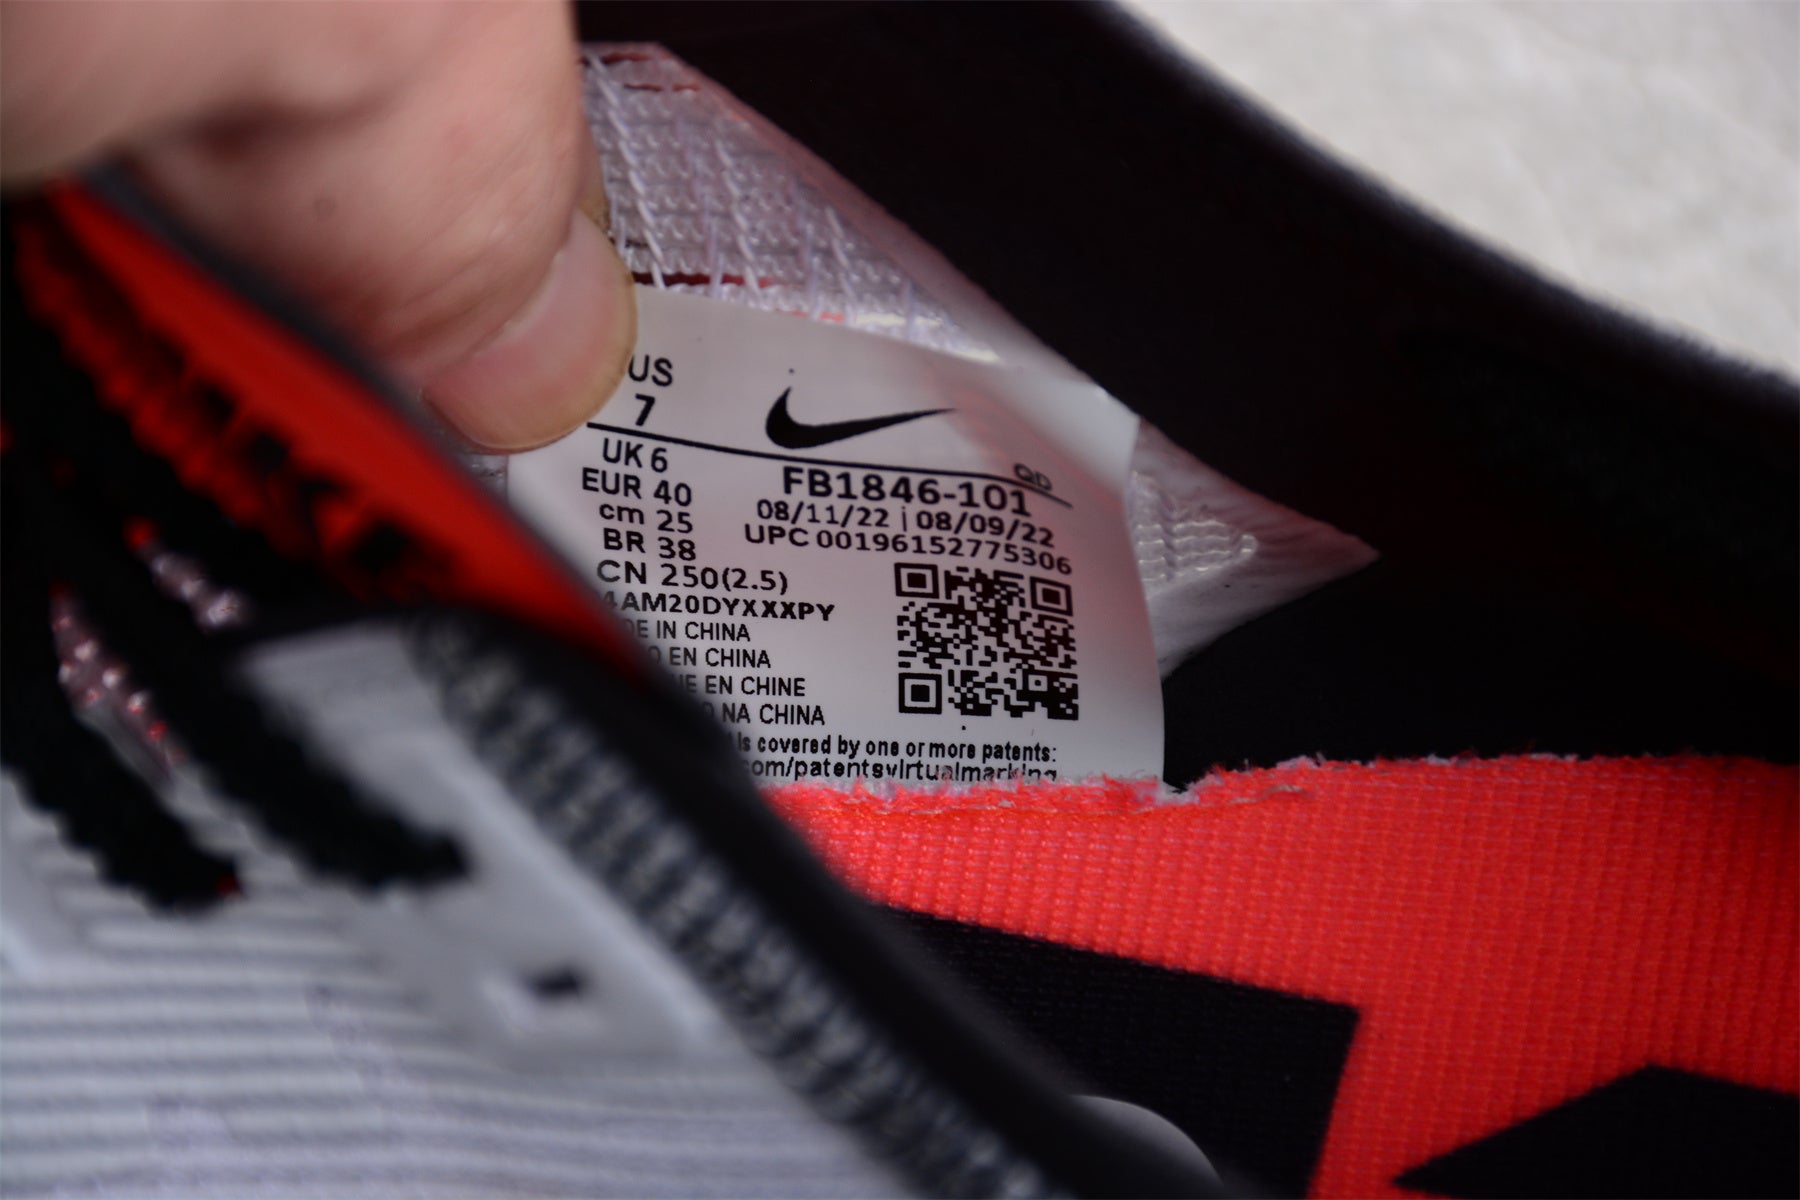 US
7
QD
UK 6
EUR 40
cm 25
BR 38
CN 250(2.5)
FB1846-101
08/11/22 | 08/09/22
UPC 00196152775306
4AM20DYXXXPY
IN CHINA
EN CHINA
EN CHINE
NA CHINA
is covered by one or more patents:
.com/patentsvirtualmarking